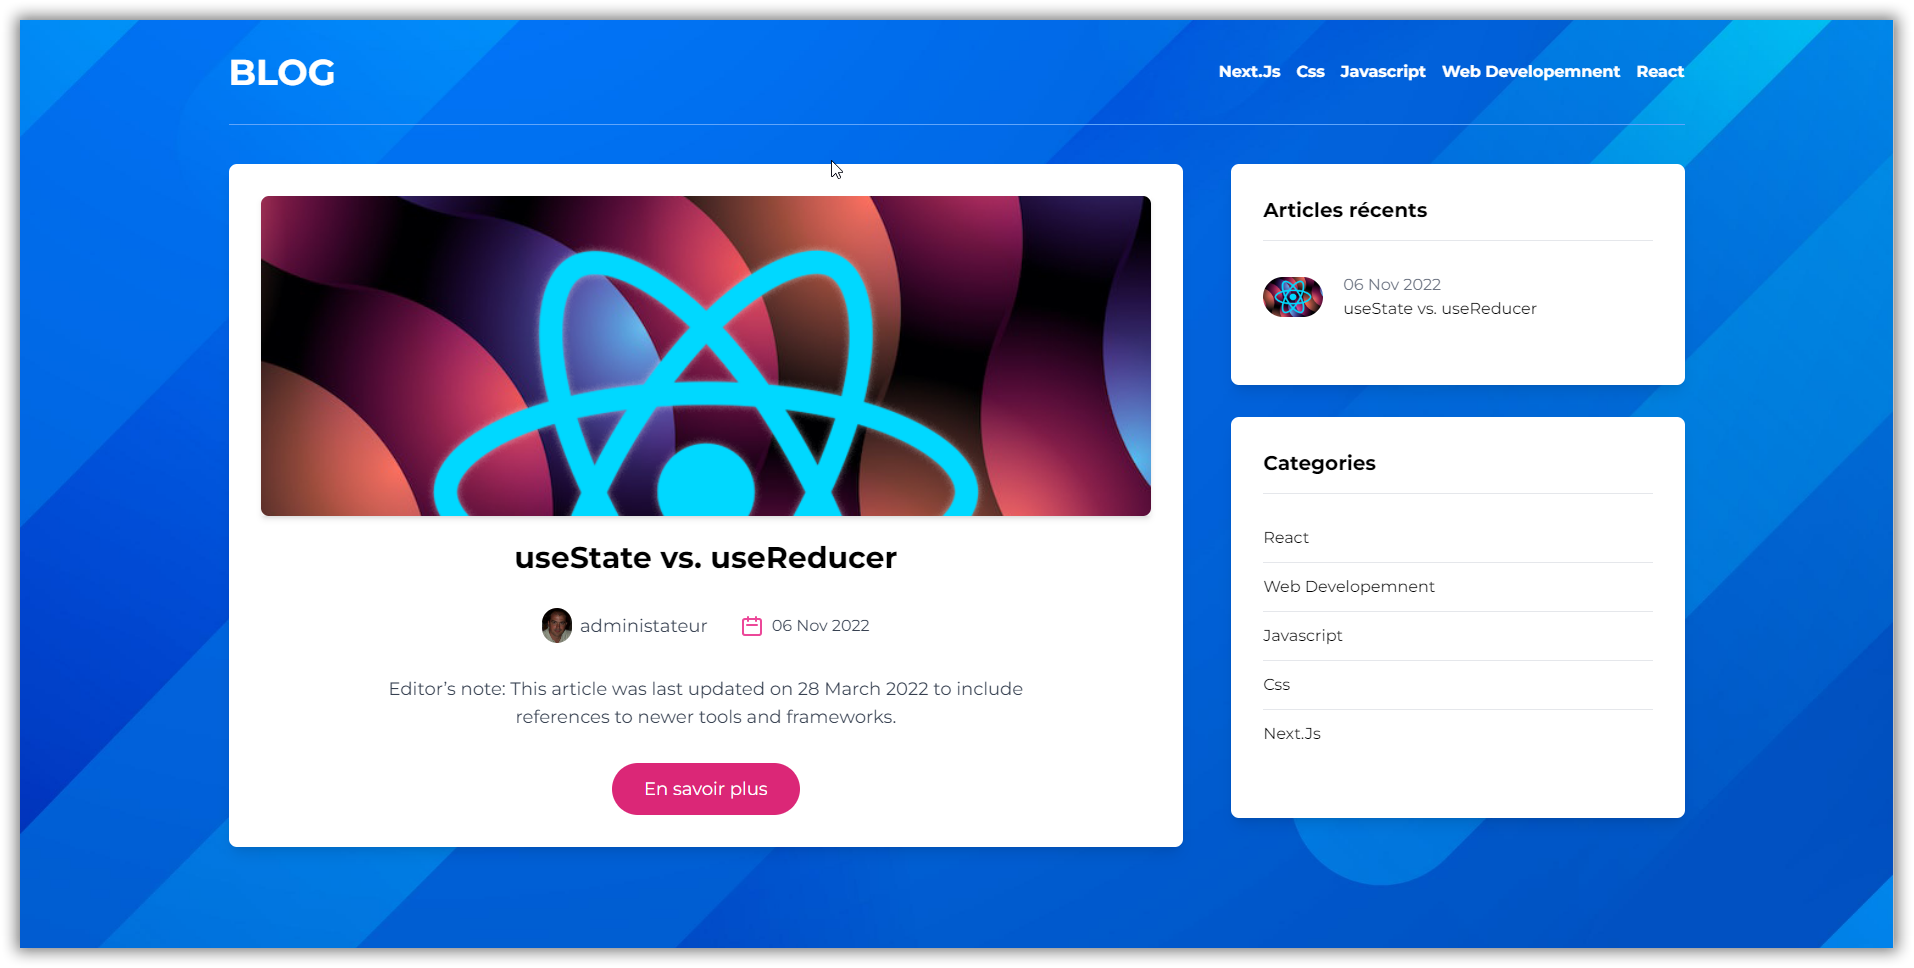 BLOG
Next.Js Css Javascript Web Developemnent React
useState vs. useReducer
administateur 06 Nov 2022
Editor’s note: This article was last updated on 28 March 2022 to include
references to newer tools and frameworks.
En savoir plus
Articles récents
06 Nov 2022
useState vs. useReducer
Categories
React
Web Developemnent
Javascript
Css
Next.Js